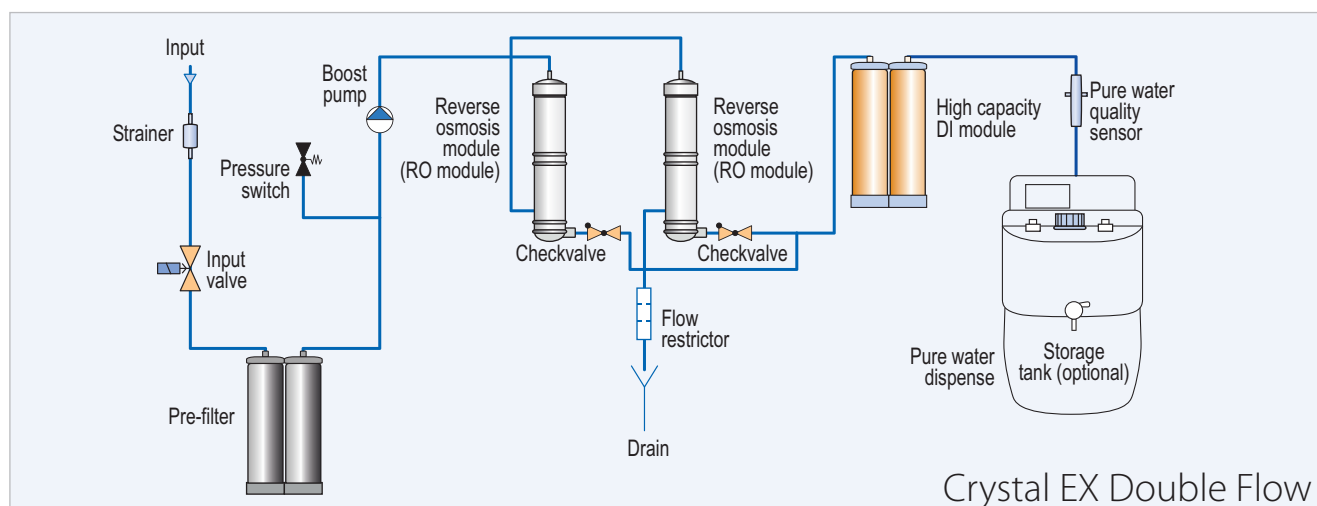 Input
Strainer
Input
valve
Pre-filter
Pressure
switch
Boost
pump
Reverse
osmosis
module
(RO module)
Checkvalve
Reverse
osmosis
module
(RO module)
Checkvalve
Flow
restrictor
Drain
High capacity
DI module
Pure water
quality
sensor
Pure water
dispense
Storage
tank (optional)
Crystal EX Double Flow